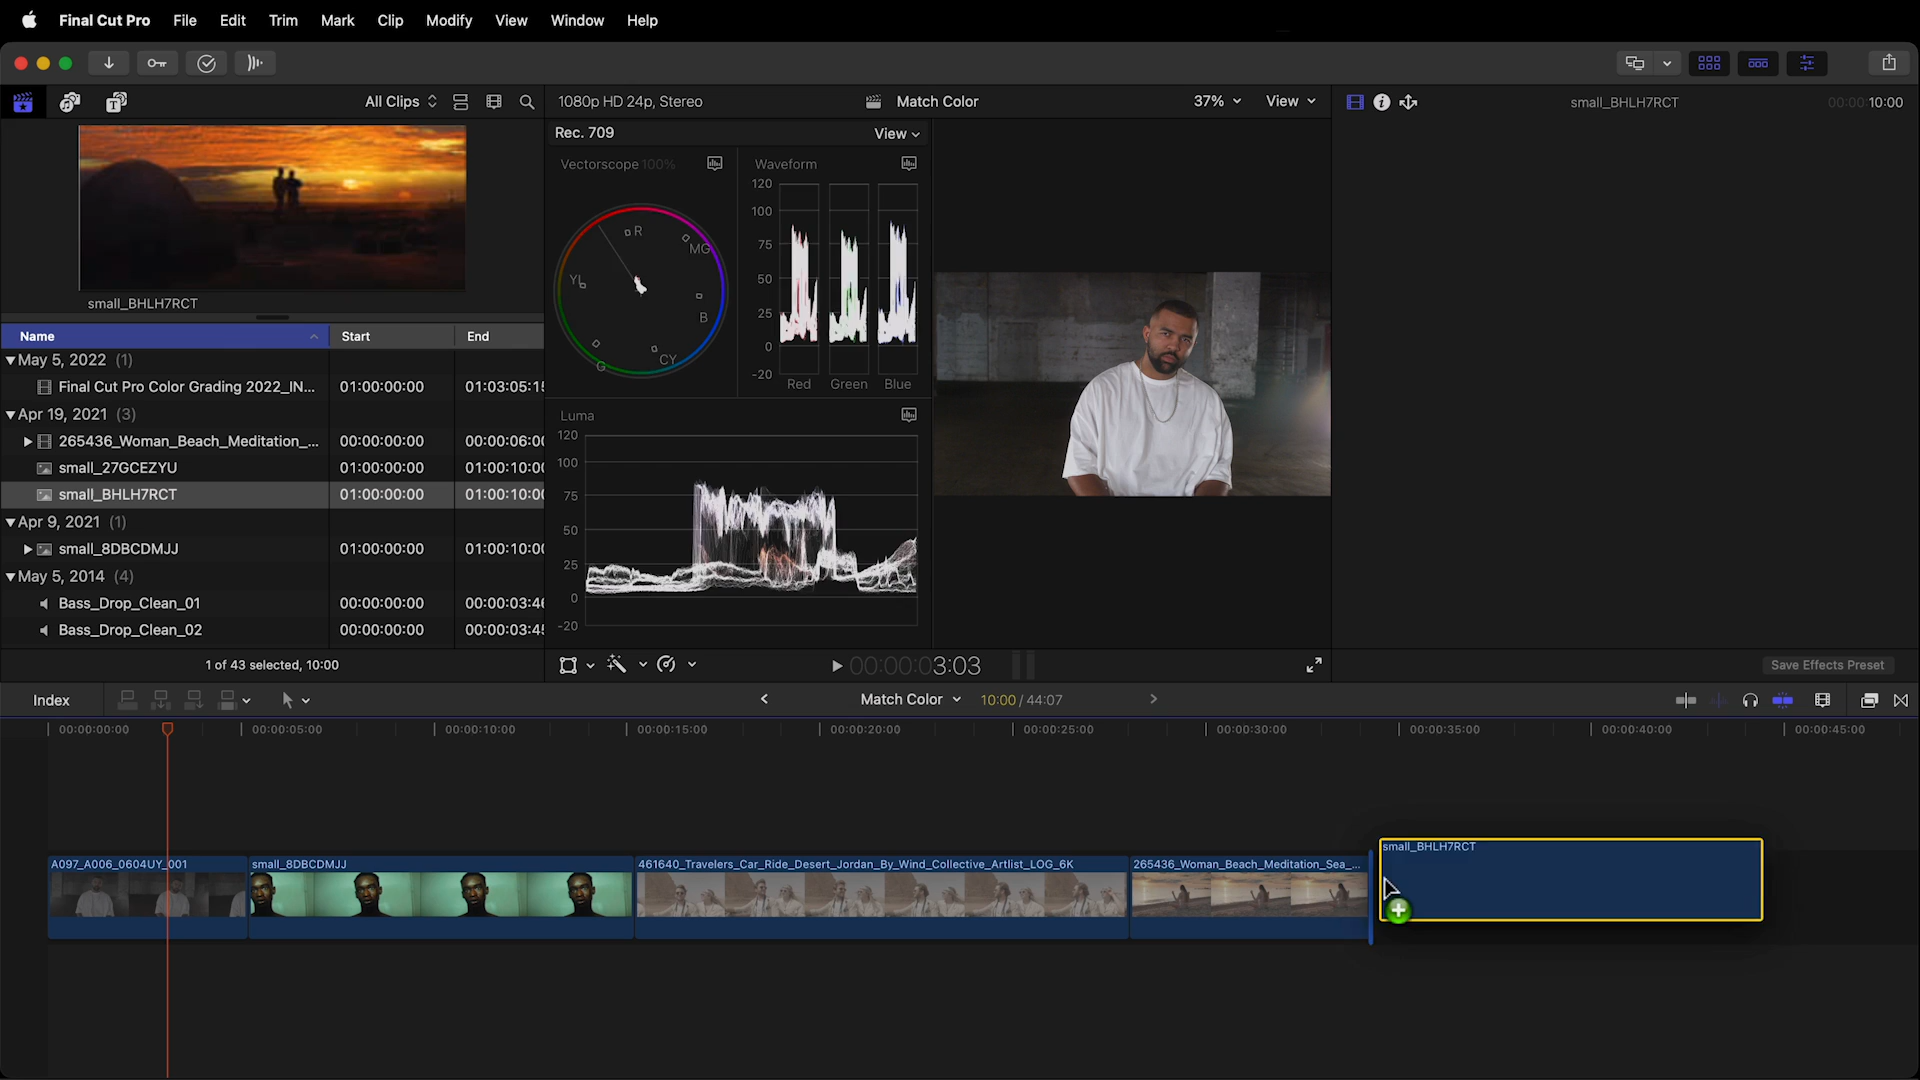 Final Cut Pro File Edit Trim Mark Clip Modify View Window Help
All Clips
1080p HD 24p, Stereo
Match Color
37%
View
small_BHLH7RCT
00:00:10:00
small_BHLH7RCT
Rec. 709
View
Vectorscope 100%
R
MG
YL
B
G
CY
Waveform
120
100
75
50
25
0
-20
Red Green Blue
Luma
120
100
75
50
25
0
-20
Name Start End
May 5, 2022 (1)
Final Cut Pro Color Grading 2022_IN... 01:00:00:00 01:03:05:15
Apr 19, 2021 (3)
265436_Woman_Beach_Meditation_... 00:00:00:00 00:00:06:00
small_27GCEZYU 01:00:00:00 01:00:10:00
small_BHLH7RCT 01:00:00:00 01:00:10:00
Apr 9, 2021 (1)
small_8DBCDMJJ 01:00:00:00 01:00:10:00
May 5, 2014 (4)
Bass_Drop_Clean_01 00:00:00:00
Bass_Drop_Clean_02 00:00:00:00
1 of 43 selected, 10:00
00:00:03:03
Save Effects Preset
Index
Match Color
10:00 / 44:07
00:00:00:00 00:00:05:00 00:00:10:00 00:00:15:00 00:00:20:00 00:00:25:00 00:00:30:00 00:00:35:00 00:00:40:00 00:00:45:00
A097_A006_0604UY_001
small_8DBCDMJJ
461640_Travelers_Car_Ride_Desert_Jordan_By_Wind_Collective_Artlist_LOG_6K
265436_Woman_Beach_Meditation_Sea_...
small_BHLH7RCT